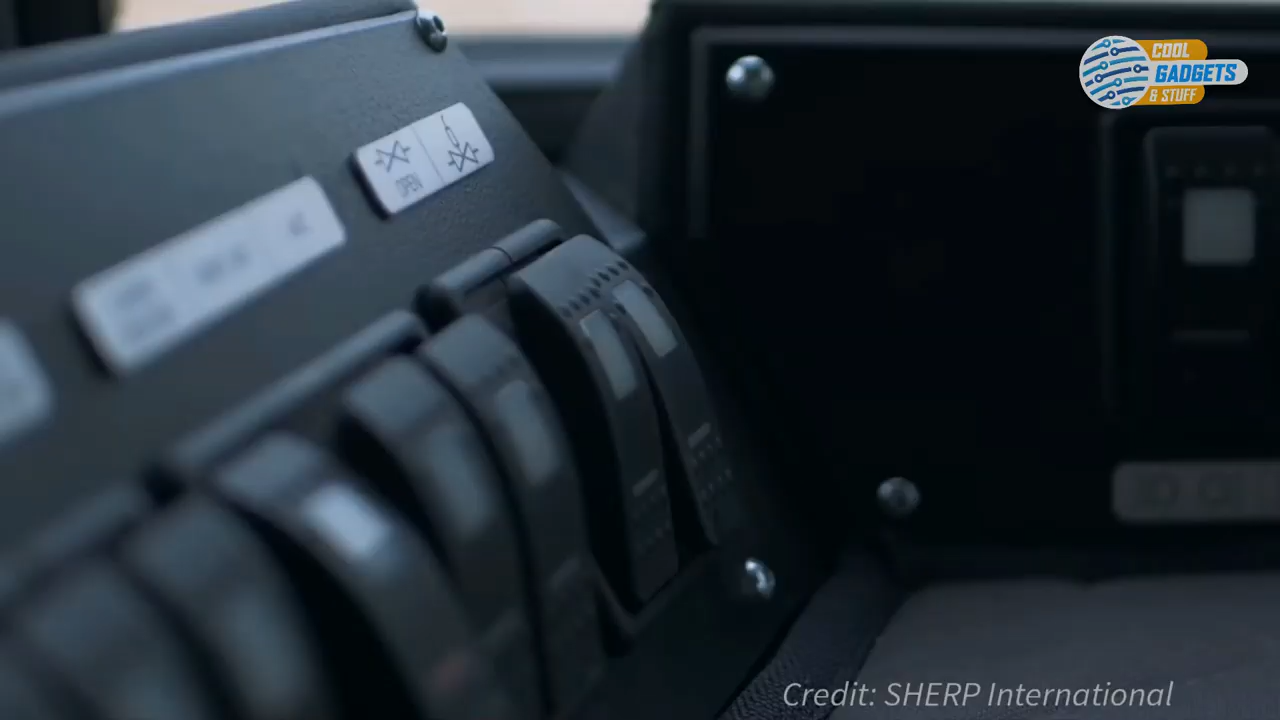 COOL
GADGETS
& STUFF
OPEN
Credit: SHERP International